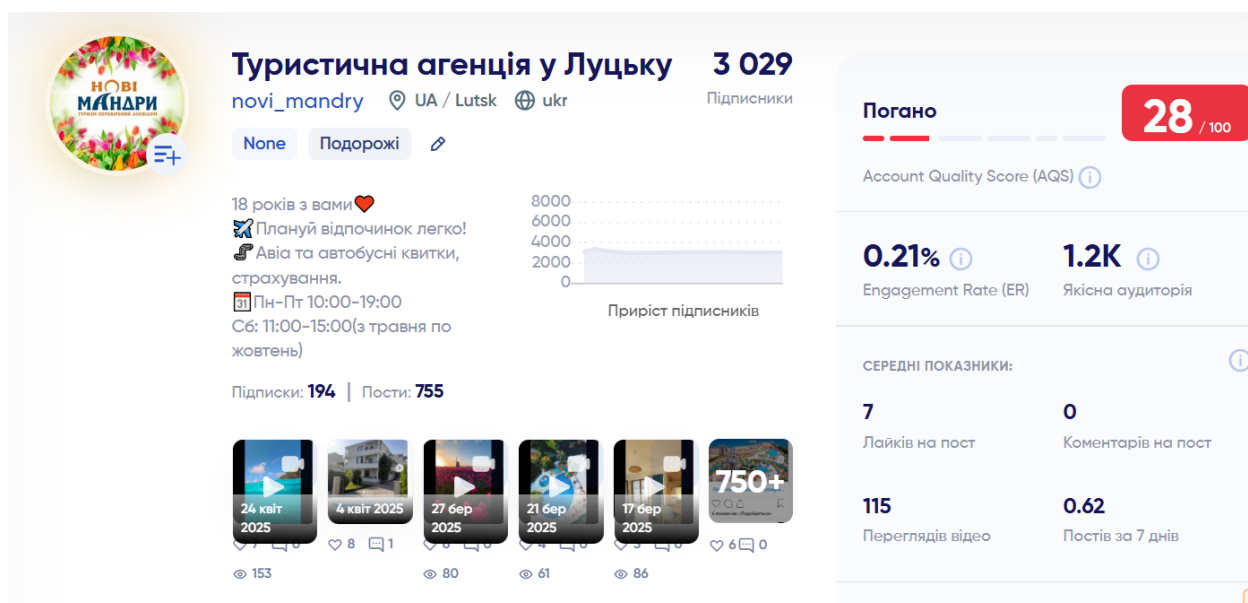 НОВІ
МАНДРИ
ТУРИЗМ ПЕРЕВІРЕНИЙ ДОСВІДОМ
Туристична агенція у Луцьку
3 029
novi_mandry
UA / Lutsk
ukr
Підписники
None
Подорожі
18 років з вами❤️
Плануй відпочинок легко!
Авіа та автобусні квитки,
страхування.
31 Пн-Пт 10:00-19:00
Сб: 11:00-15:00(з травня по
жовтень)
8000
6000
4000
2000
0
Приріст підписників
Підписки: 194 | Пости: 755
24 квіт
2025
4 квіт 2025
27 бер
2025
21 бер
2025
17 бер
2025
750+
8 1
6 0
153
80
61
86
Погано
28 / 100
Account Quality Score (AQS)
0.21%
1.2K
Engagement Rate (ER)
Якісна аудиторія
СЕРЕДНІ ПОКАЗНИКИ:
7
0
Лайків на пост
Коментарів на пост
115
0.62
Переглядів відео
Постів за 7 днів